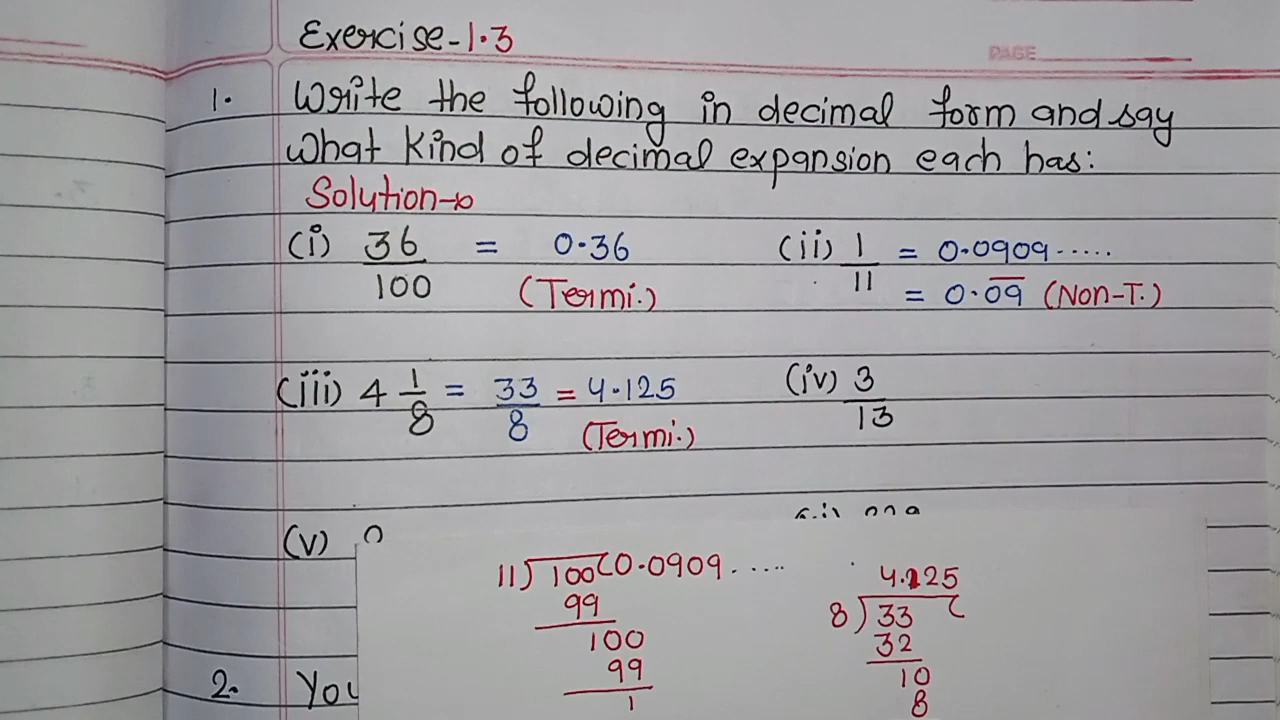 Exercise-1.3
PAGE
1. Write the following in decimal form and say
what kind of decimal expansion each has:
Solution→
(i) 36/100 = 0.36 (Termi.)
(ii) 1/11 = 0.0909.....
= 0.0̅9̅ (Non-T.)
(iii) 4 1/8 = 33/8 = 4.125 (Termi.)
(iv) 3/13
(v)
11) 100 (0.0909.....
99
100
99
1
4.125
8) 33 (
32
10
8
2. You